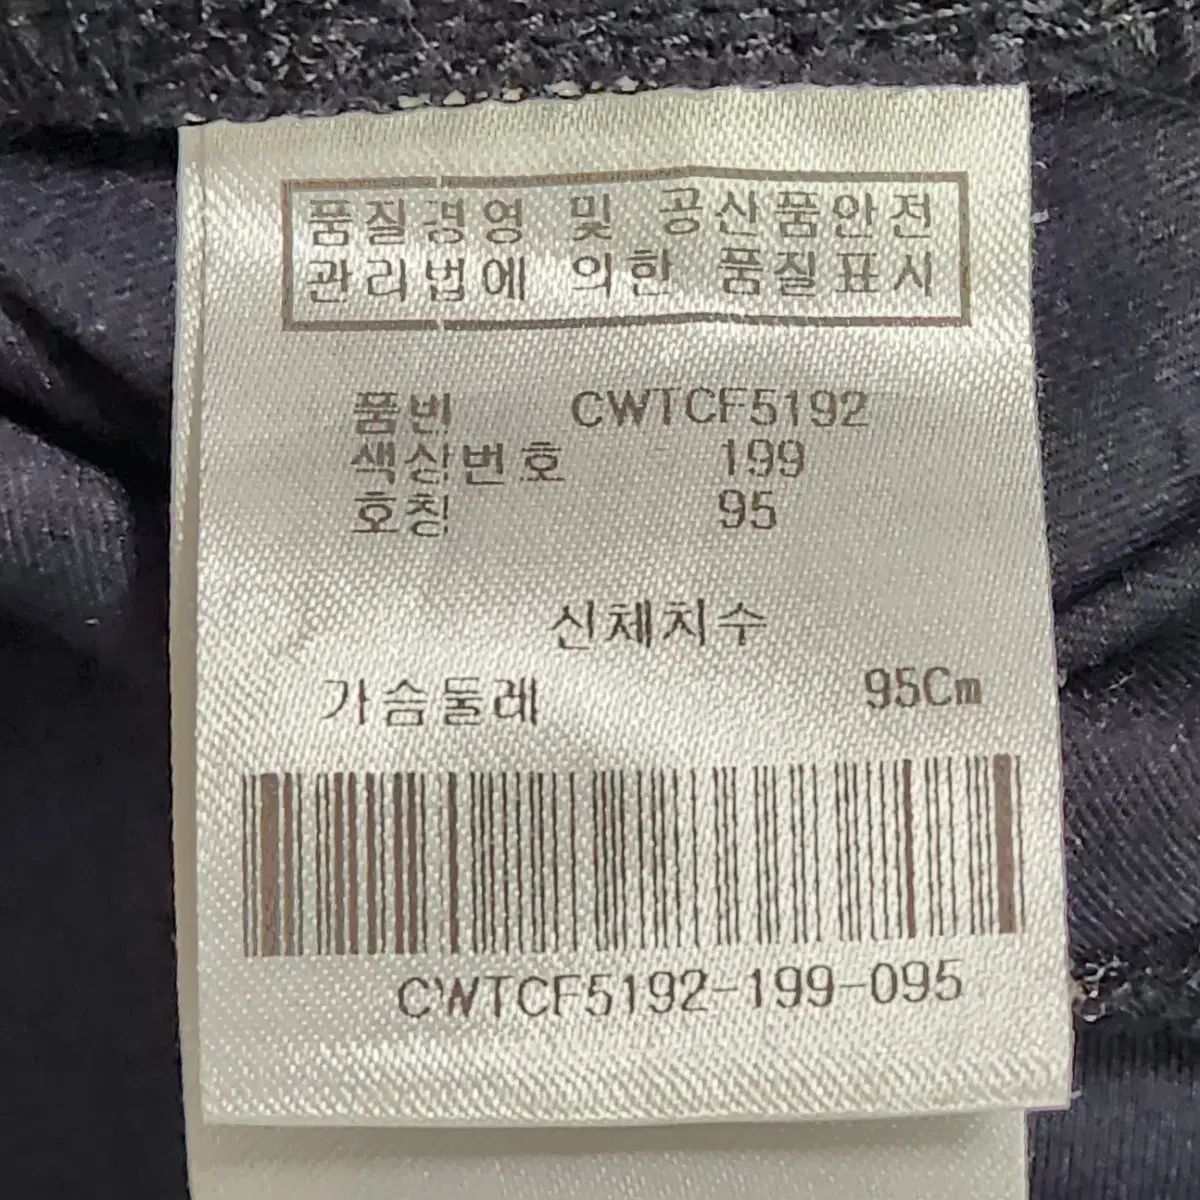 품질경영 및 공산품안전
관리법에 의한 품질표시
품번 CWTCF5192
색상번호 199
호칭 95
신체치수
가슴둘레 95Cm
CWTCF5192-199-095